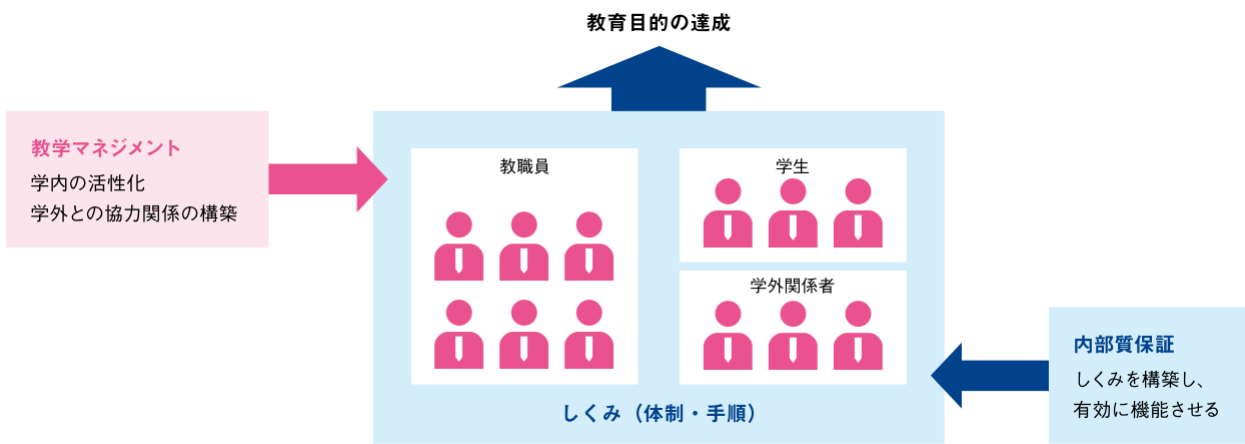 教育目的の達成
教学マネジメント
学内の活性化
学外との協力関係の構築
教職員
学生
学外関係者
しくみ（体制・手順）
内部質保証
しくみを構築し、
有効に機能させる